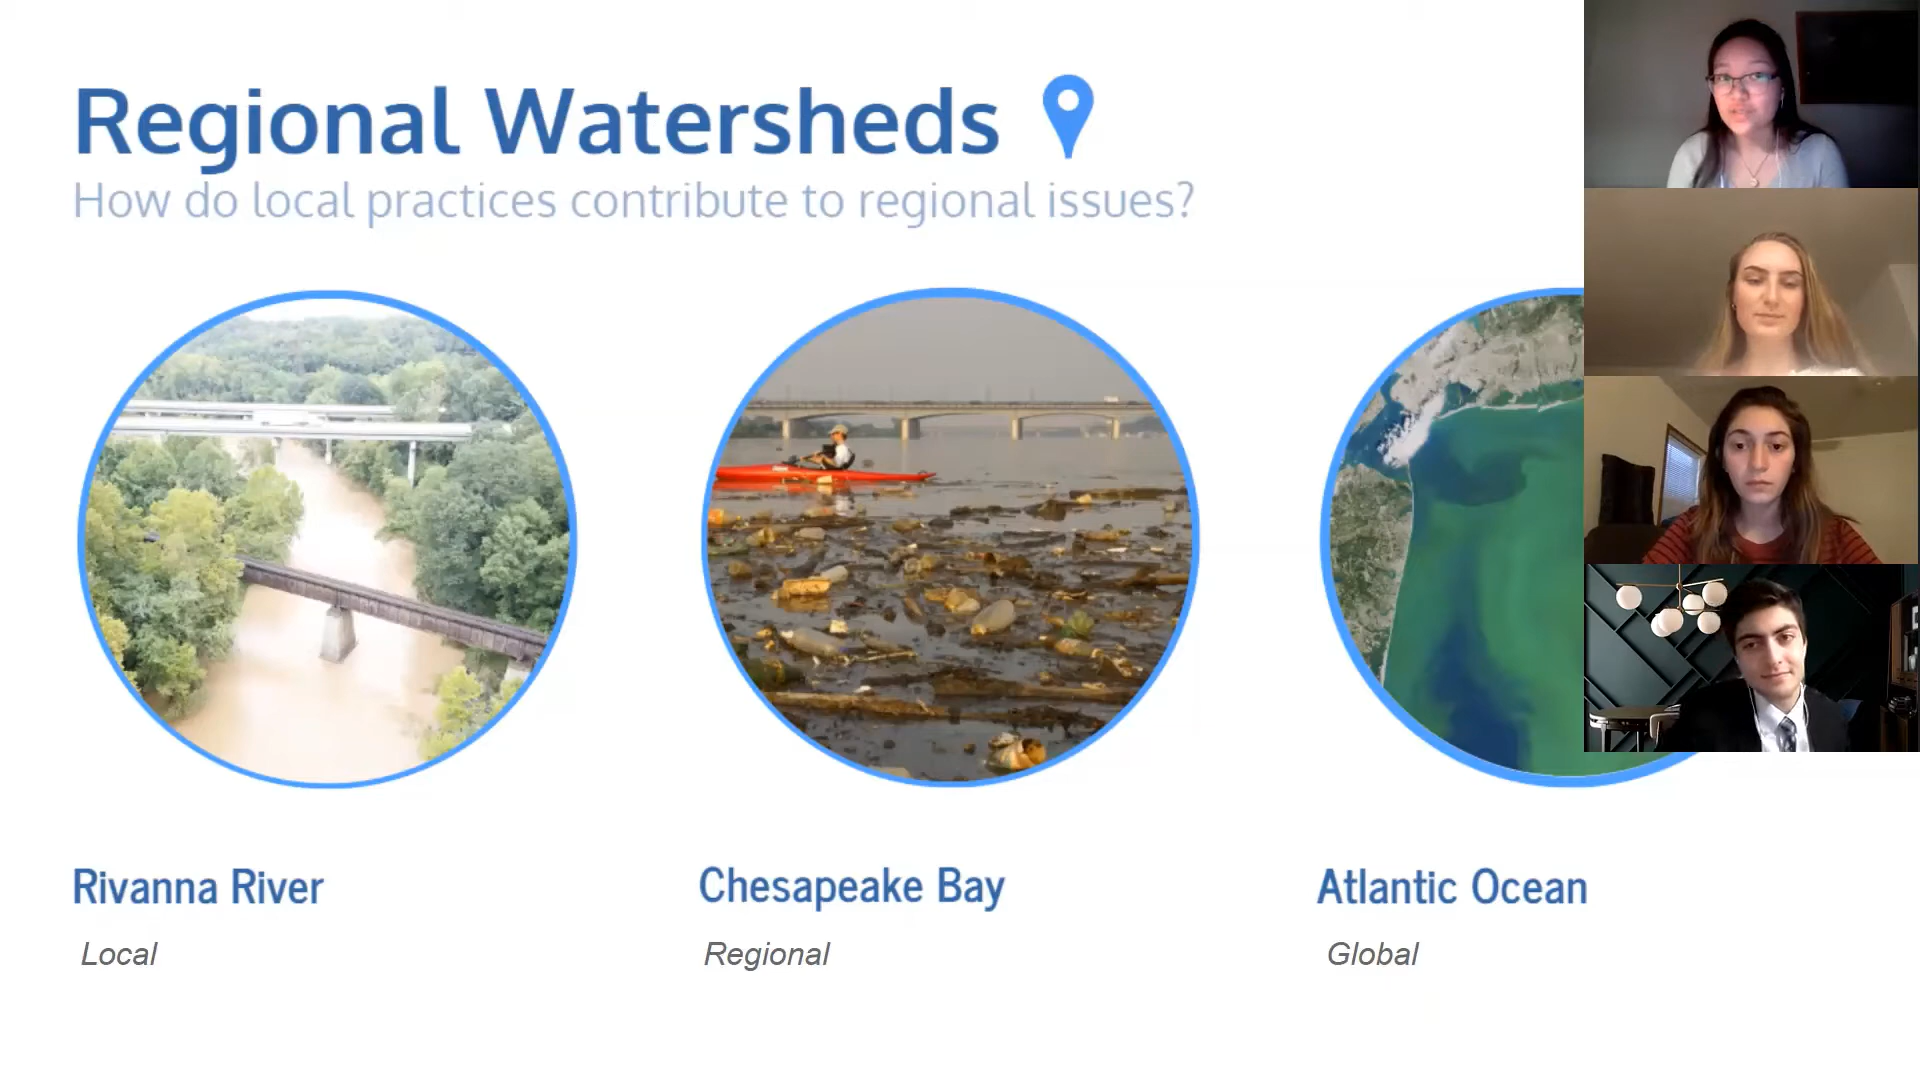 Regional Watersheds
How do local practices contribute to regional issues?
Rivanna River
Chesapeake Bay
Atlantic Ocean
Local
Regional
Global